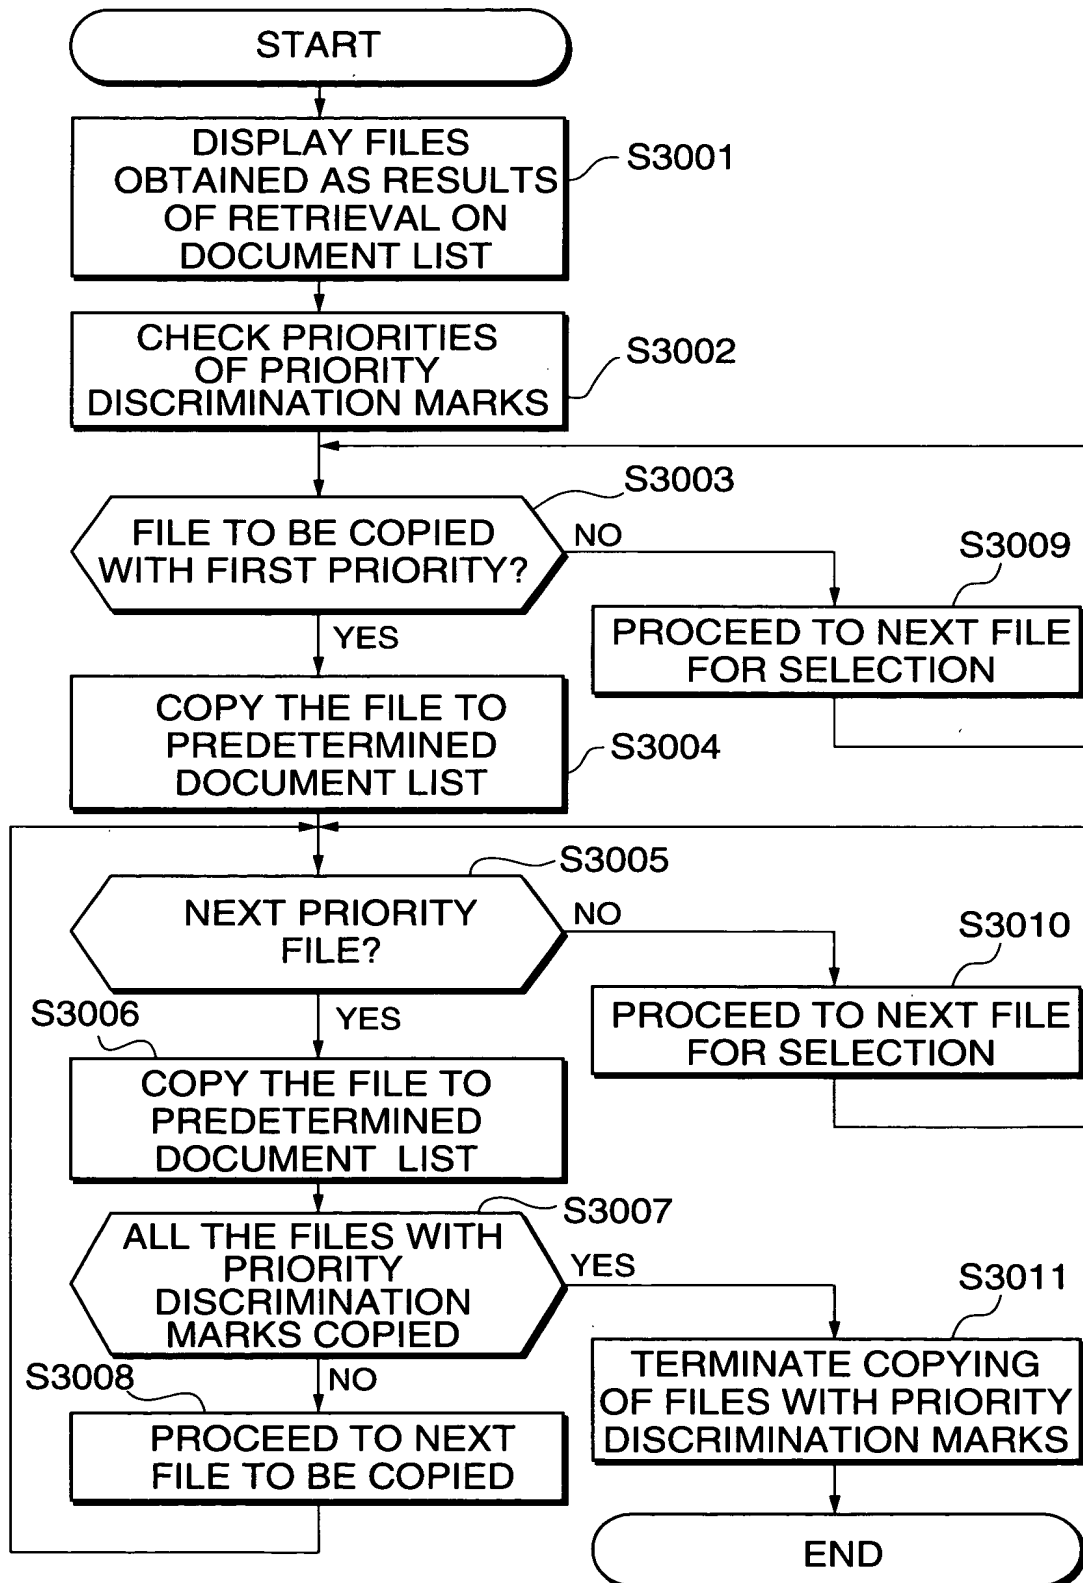 START
DISPLAY FILES
OBTAINED AS RESULTS
OF RETRIEVAL ON
DOCUMENT LIST
S3001
CHECK PRIORITIES
OF PRIORITY
DISCRIMINATION MARKS
S3002
S3003
FILE TO BE COPIED
WITH FIRST PRIORITY?
NO
YES
S3009
PROCEED TO NEXT FILE
FOR SELECTION
COPY THE FILE TO
PREDETERMINED
DOCUMENT LIST
S3004
S3005
NEXT PRIORITY
FILE?
NO
YES
S3010
PROCEED TO NEXT FILE
FOR SELECTION
S3006
COPY THE FILE TO
PREDETERMINED
DOCUMENT LIST
S3007
ALL THE FILES WITH
PRIORITY
DISCRIMINATION
MARKS COPIED
YES
NO
S3011
TERMINATE COPYING
OF FILES WITH PRIORITY
DISCRIMINATION MARKS
S3008
PROCEED TO NEXT
FILE TO BE COPIED
END